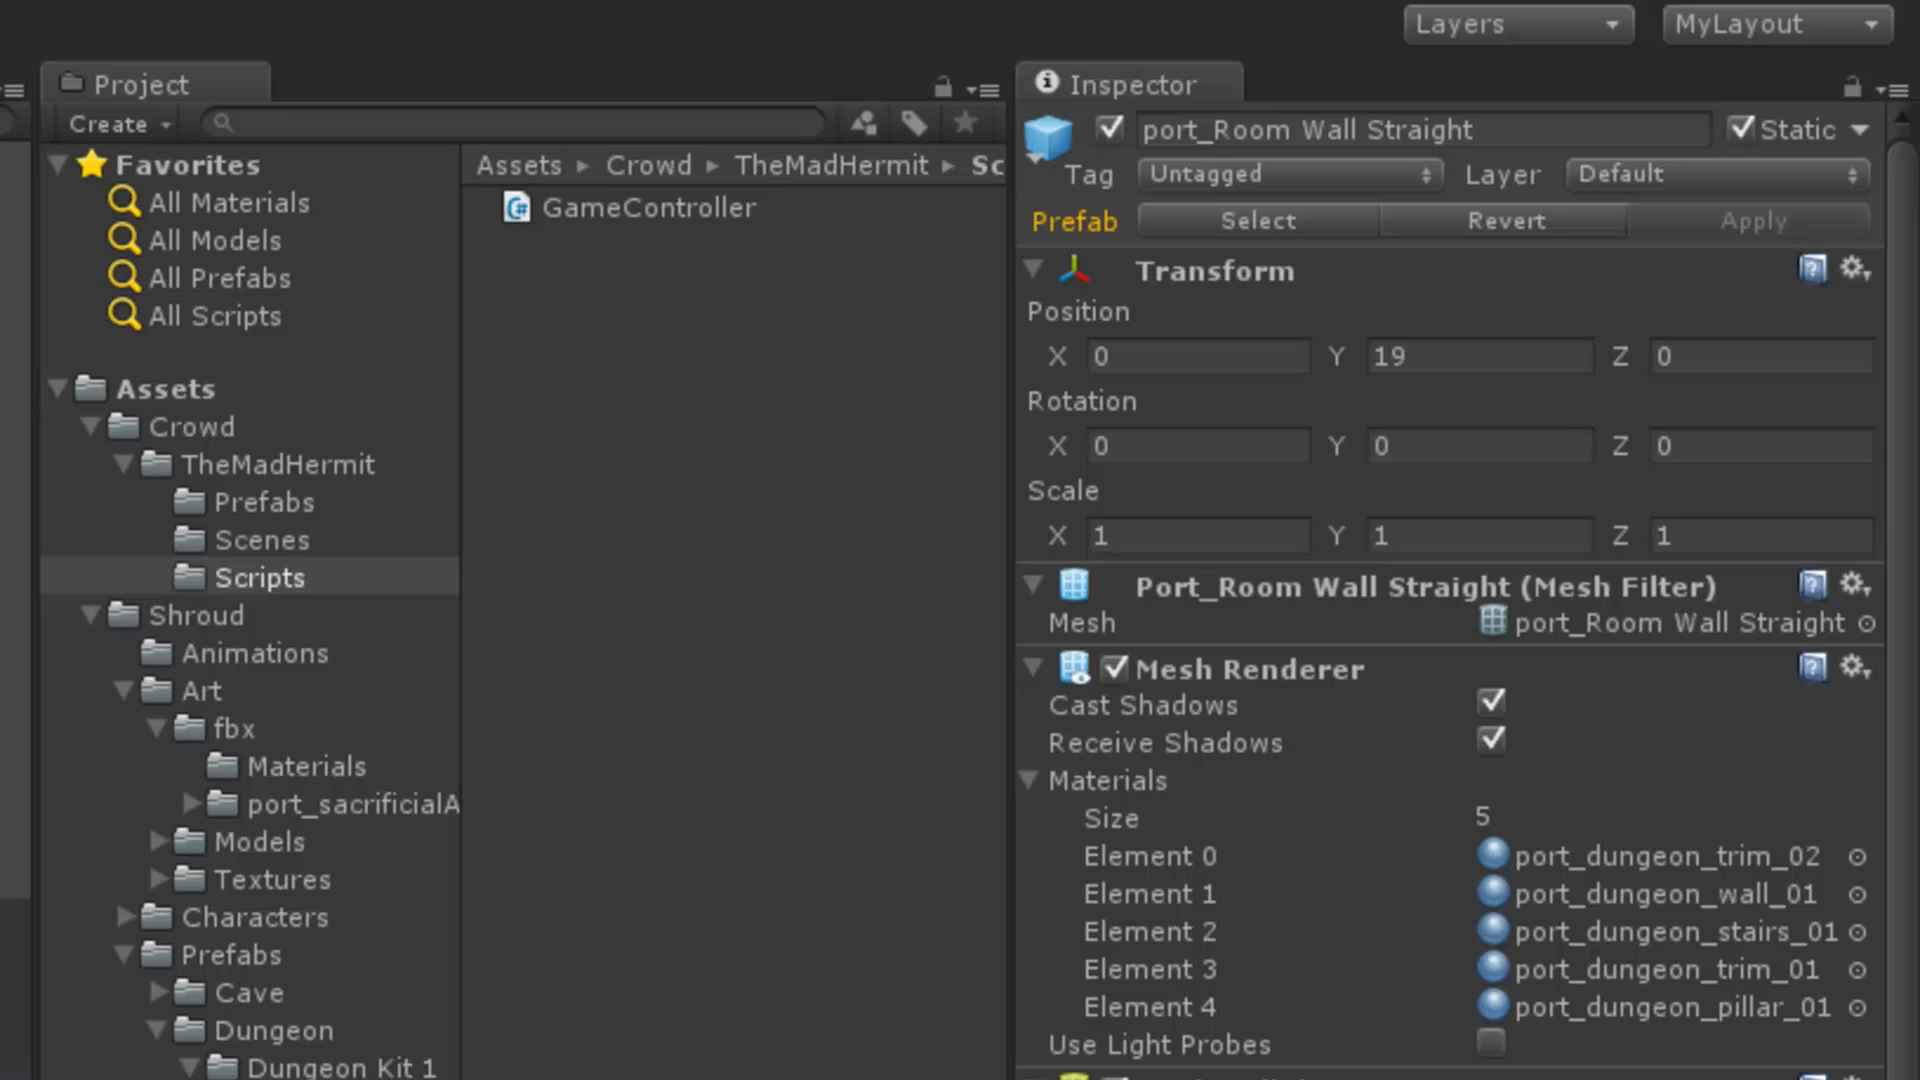 Layers
MyLayout
Project
Create
Favorites
All Materials
All Models
All Prefabs
All Scripts
Assets
Crowd
TheMadHermit
Prefabs
Scenes
Scripts
Shroud
Animations
Art
fbx
Materials
port_sacrificialA
Models
Textures
Characters
Prefabs
Cave
Dungeon
Dungeon Kit 1
Assets Crowd TheMadHermit Sc
GameController
Inspector
port_Room Wall Straight Static
Tag Untagged Layer Default
Prefab Select Revert Apply
Transform
Position
X 0 Y 19 Z 0
Rotation
X 0 Y 0 Z 0
Scale
X 1 Y 1 Z 1
Port_Room Wall Straight (Mesh Filter)
Mesh port_Room Wall Straight
Mesh Renderer
Cast Shadows
Receive Shadows
Materials
Size 5
Element 0 port_dungeon_trim_02
Element 1 port_dungeon_wall_01
Element 2 port_dungeon_stairs_01
Element 3 port_dungeon_trim_01
Element 4 port_dungeon_pillar_01
Use Light Probes